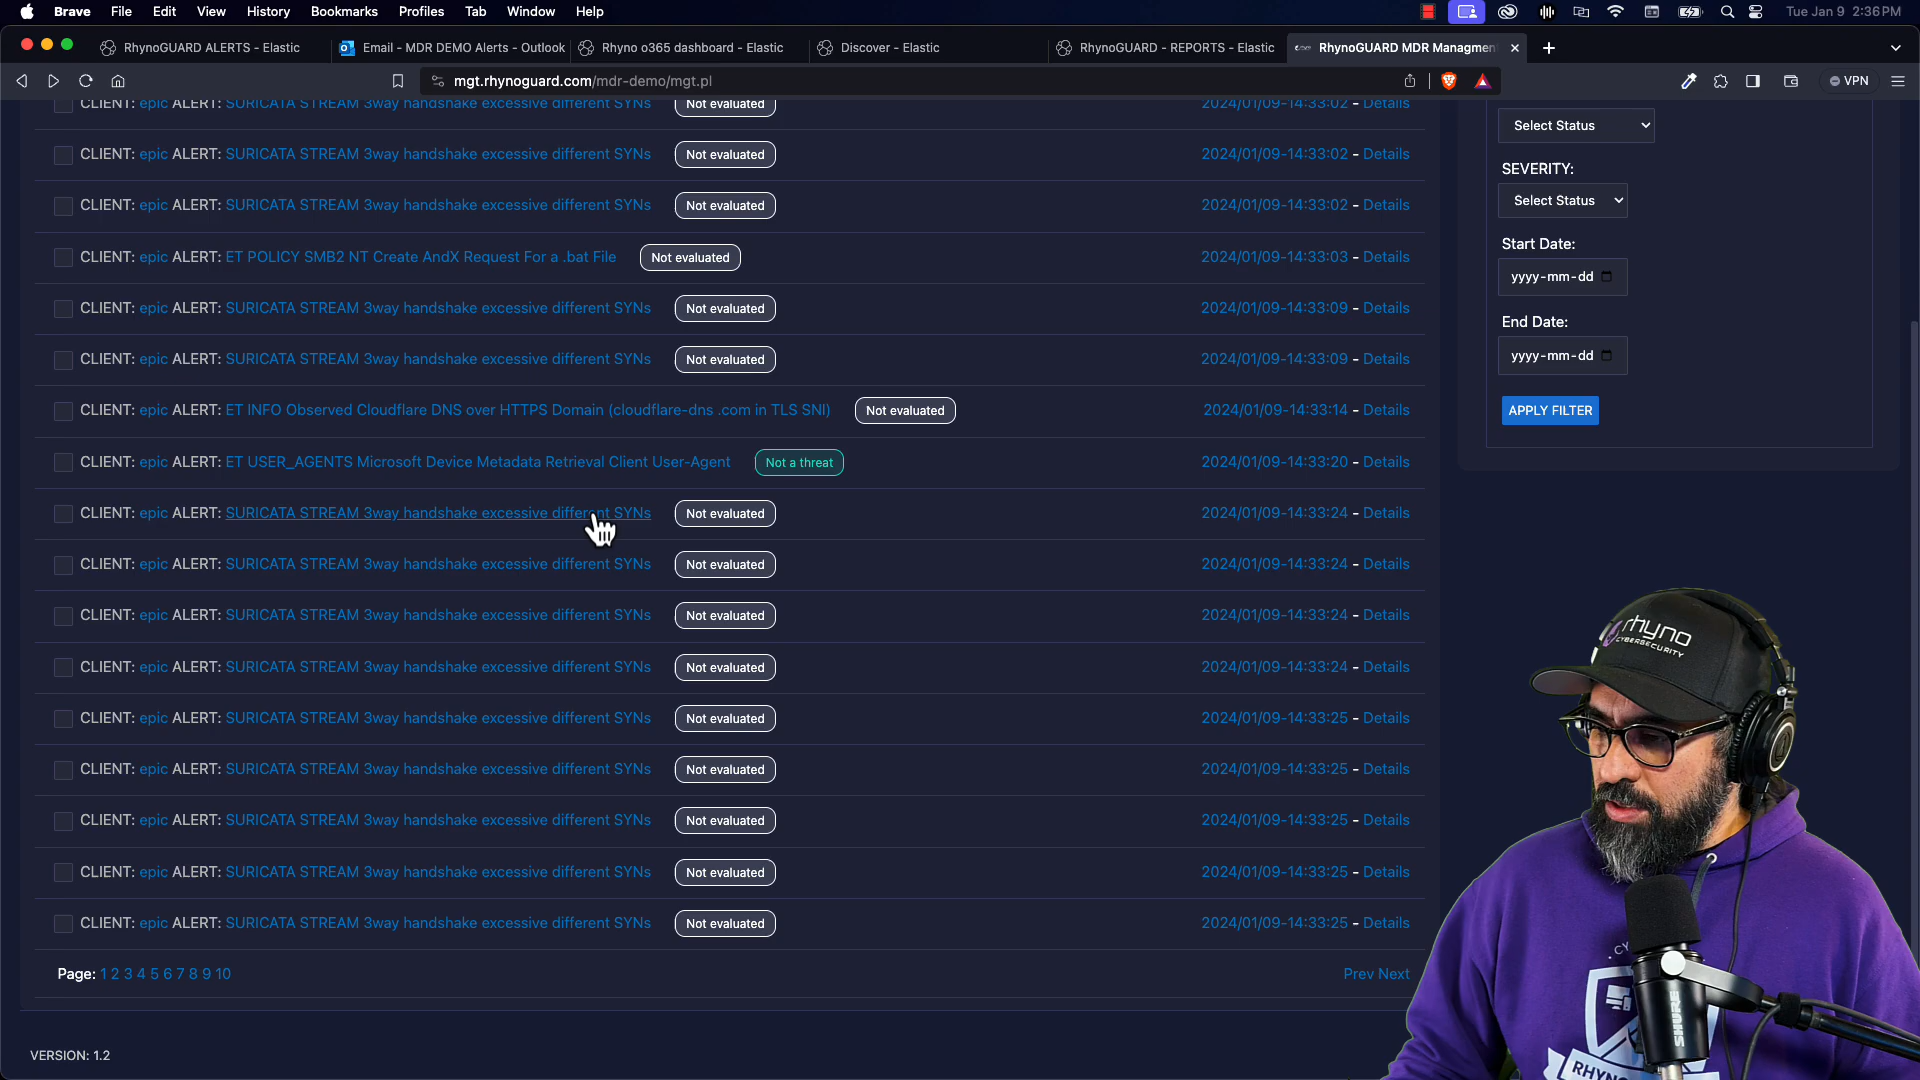 Brave File Edit View History Bookmarks Profiles Tab Window Help Tue Jan 9 2:36 PM
RhynoGUARD ALERTS - Elastic Email - MDR DEMO Alerts - Outlook Rhyno o365 dashboard - Elastic Discover - Elastic RhynoGUARD - REPORTS - Elastic RhynoGUARD MDR Managmen
mgt.rhynoguard.com/mdr-demo/mgt.pl VPN
CLIENT: epic ALERT: SURICATA STREAM 3way handshake excessive different SYNs Not evaluated 2024/01/09-14:33:02 - Details
CLIENT: epic ALERT: SURICATA STREAM 3way handshake excessive different SYNs Not evaluated 2024/01/09-14:33:02 - Details
CLIENT: epic ALERT: SURICATA STREAM 3way handshake excessive different SYNs Not evaluated 2024/01/09-14:33:02 - Details
CLIENT: epic ALERT: ET POLICY SMB2 NT Create AndX Request For a .bat File Not evaluated 2024/01/09-14:33:03 - Details
CLIENT: epic ALERT: SURICATA STREAM 3way handshake excessive different SYNs Not evaluated 2024/01/09-14:33:09 - Details
CLIENT: epic ALERT: SURICATA STREAM 3way handshake excessive different SYNs Not evaluated 2024/01/09-14:33:09 - Details
CLIENT: epic ALERT: ET INFO Observed Cloudflare DNS over HTTPS Domain (cloudflare-dns .com in TLS SNI) Not evaluated 2024/01/09-14:33:14 - Details
CLIENT: epic ALERT: ET USER_AGENTS Microsoft Device Metadata Retrieval Client User-Agent Not a threat 2024/01/09-14:33:20 - Details
CLIENT: epic ALERT: SURICATA STREAM 3way handshake excessive different SYNs Not evaluated 2024/01/09-14:33:24 - Details
CLIENT: epic ALERT: SURICATA STREAM 3way handshake excessive different SYNs Not evaluated 2024/01/09-14:33:24 - Details
CLIENT: epic ALERT: SURICATA STREAM 3way handshake excessive different SYNs Not evaluated 2024/01/09-14:33:24 - Details
CLIENT: epic ALERT: SURICATA STREAM 3way handshake excessive different SYNs Not evaluated 2024/01/09-14:33:24 - Details
CLIENT: epic ALERT: SURICATA STREAM 3way handshake excessive different SYNs Not evaluated 2024/01/09-14:33:25 - Details
CLIENT: epic ALERT: SURICATA STREAM 3way handshake excessive different SYNs Not evaluated 2024/01/09-14:33:25 - Details
CLIENT: epic ALERT: SURICATA STREAM 3way handshake excessive different SYNs Not evaluated 2024/01/09-14:33:25 - Details
CLIENT: epic ALERT: SURICATA STREAM 3way handshake excessive different SYNs Not evaluated 2024/01/09-14:33:25 - Details
CLIENT: epic ALERT: SURICATA STREAM 3way handshake excessive different SYNs Not evaluated 2024/01/09-14:33:25 - Details
Page: 1 2 3 4 5 6 7 8 9 10 Prev Next
VERSION: 1.2
Select Status
SEVERITY:
Select Status
Start Date:
yyyy-mm-dd
End Date:
yyyy-mm-dd
APPLY FILTER
rhyno
CYBERSECURITY
SHURE